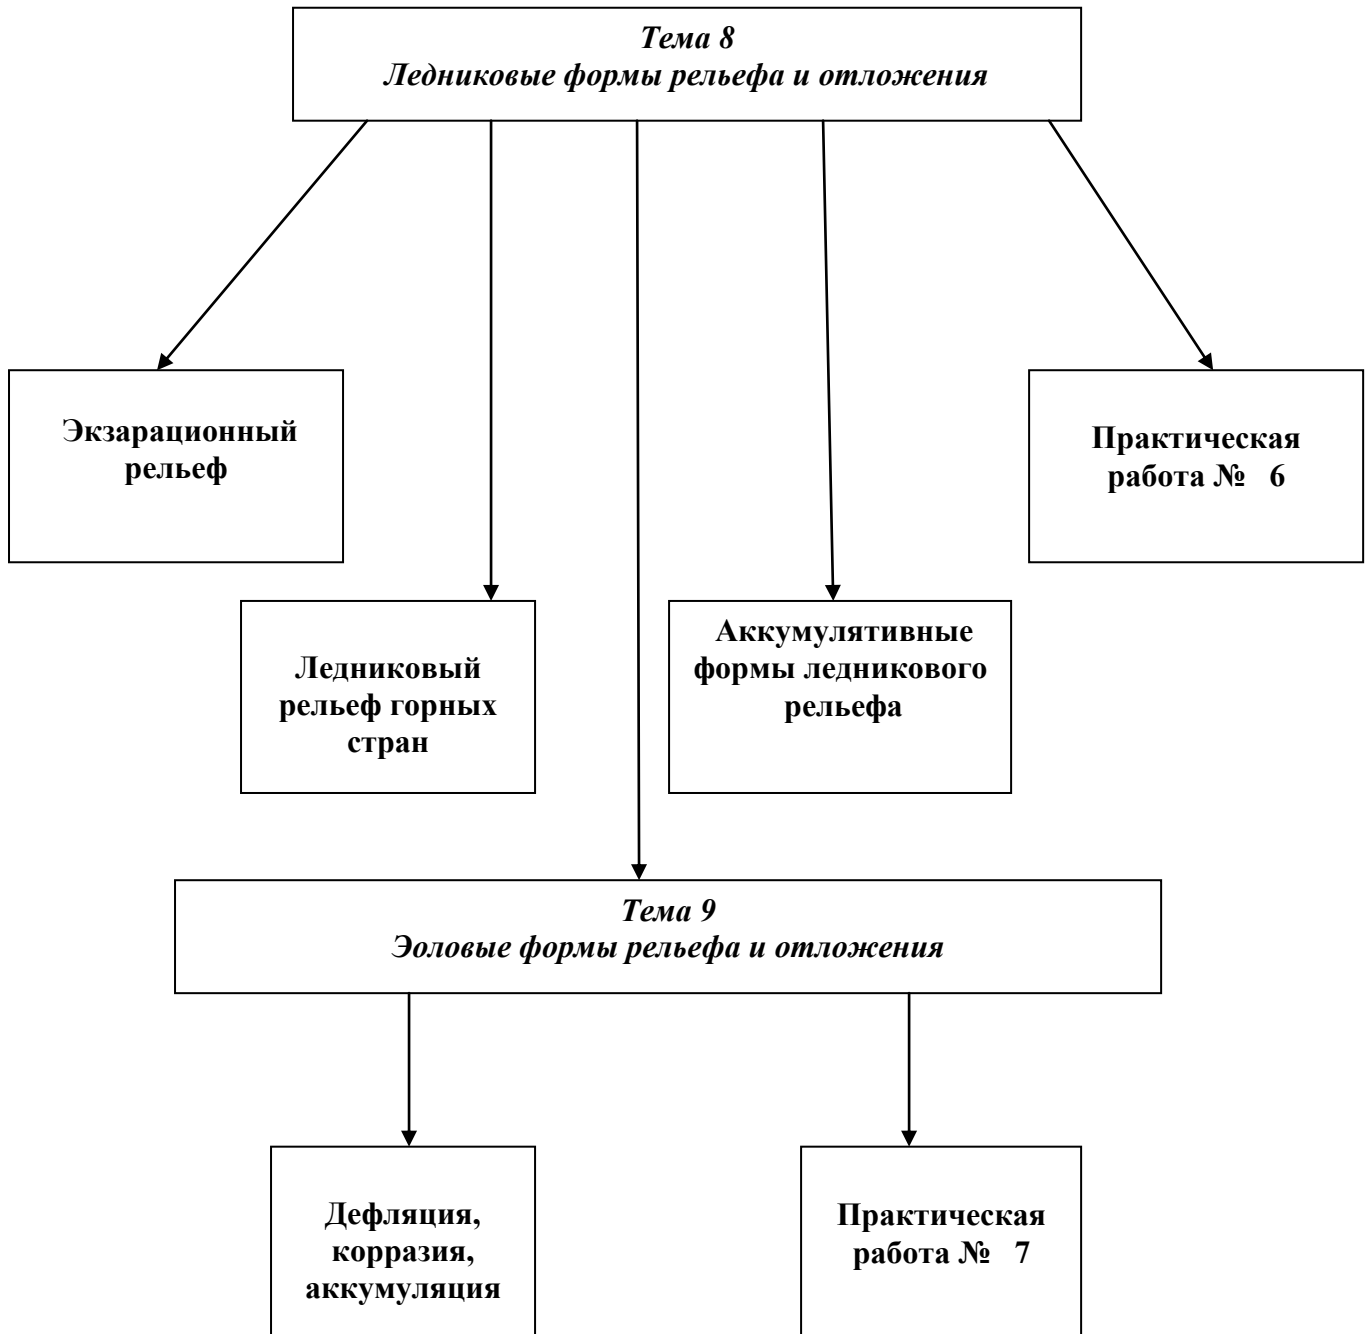 Тема 8
Ледниковые формы рельефа и отложения
Экзарационный
рельеф
Практическая
работа № 6
Ледниковый
рельеф горных
стран
Аккумулятивные
формы ледникового
рельефа
Тема 9
Эоловые формы рельефа и отложения
Дефляция,
корразия,
аккумуляция
Практическая
работа № 7